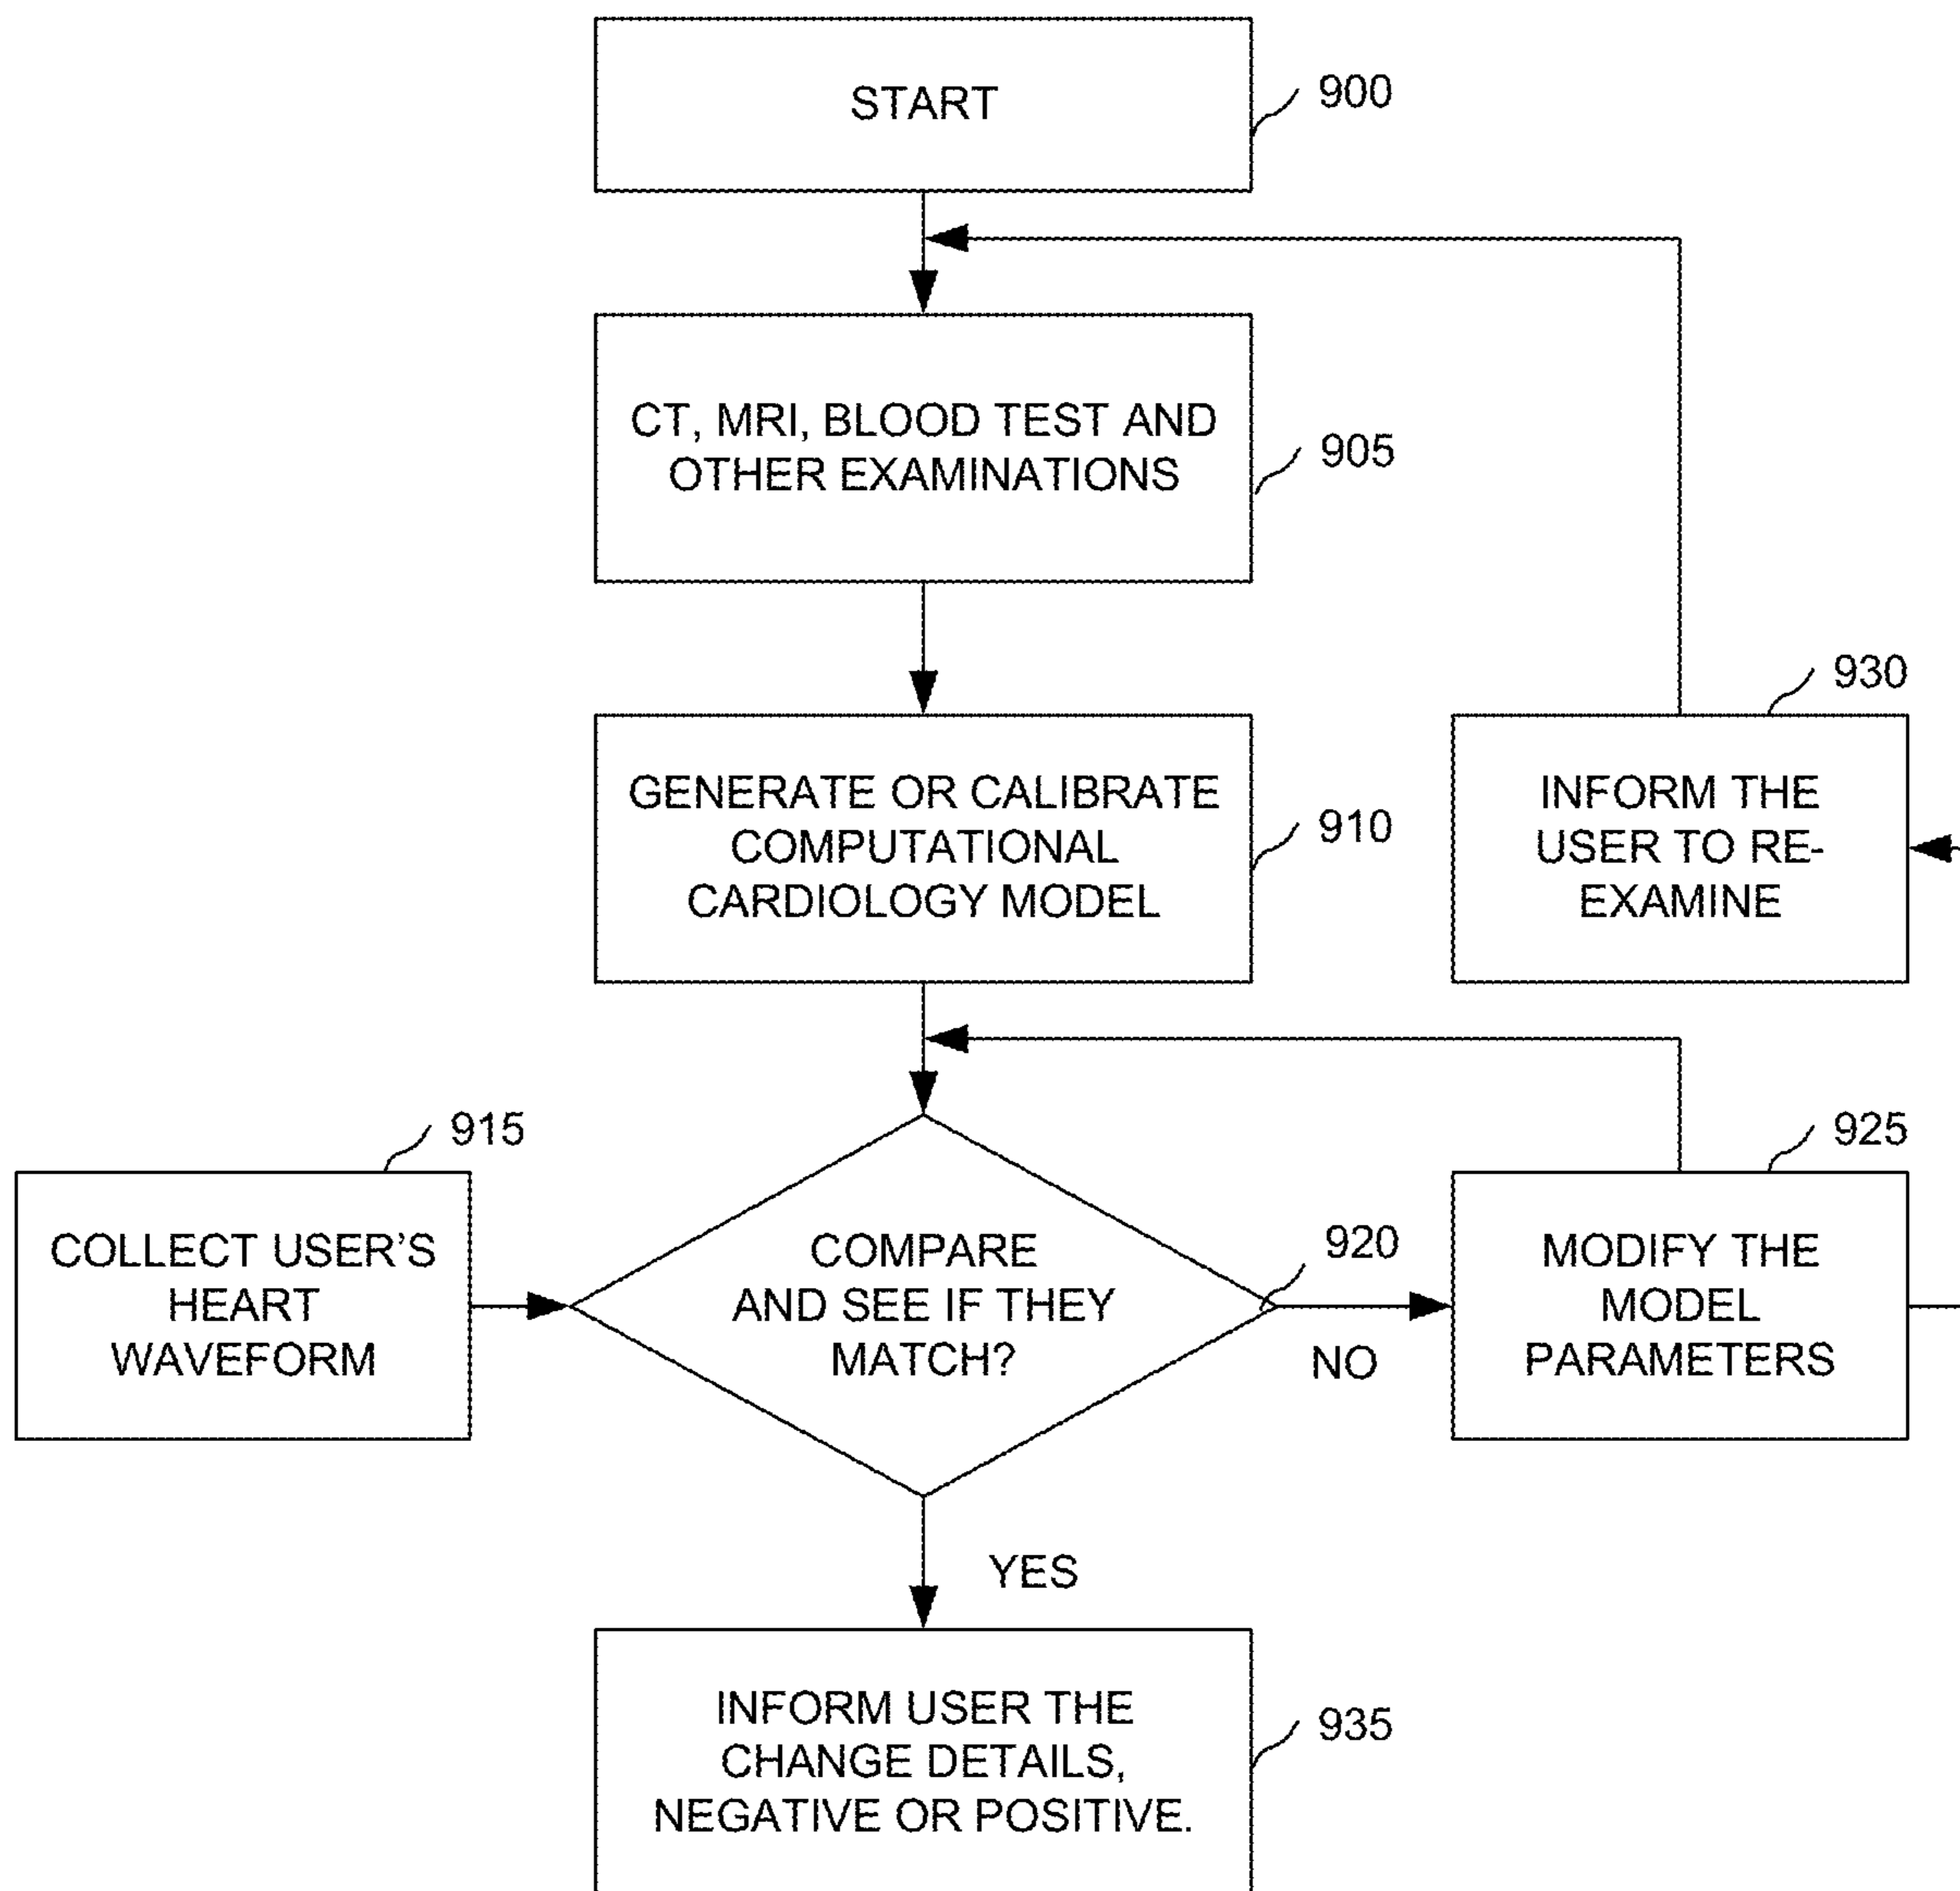 START
900
CT, MRI, BLOOD TEST AND
OTHER EXAMINATIONS
905
GENERATE OR CALIBRATE
COMPUTATIONAL
CARDIOLOGY MODEL
910
930
INFORM THE
USER TO RE-
EXAMINE
915
COLLECT USER'S
HEART
WAVEFORM
COMPARE
AND SEE IF THEY
MATCH?
920
NO
925
MODIFY THE
MODEL
PARAMETERS
YES
INFORM USER THE
CHANGE DETAILS,
NEGATIVE OR POSITIVE.
935